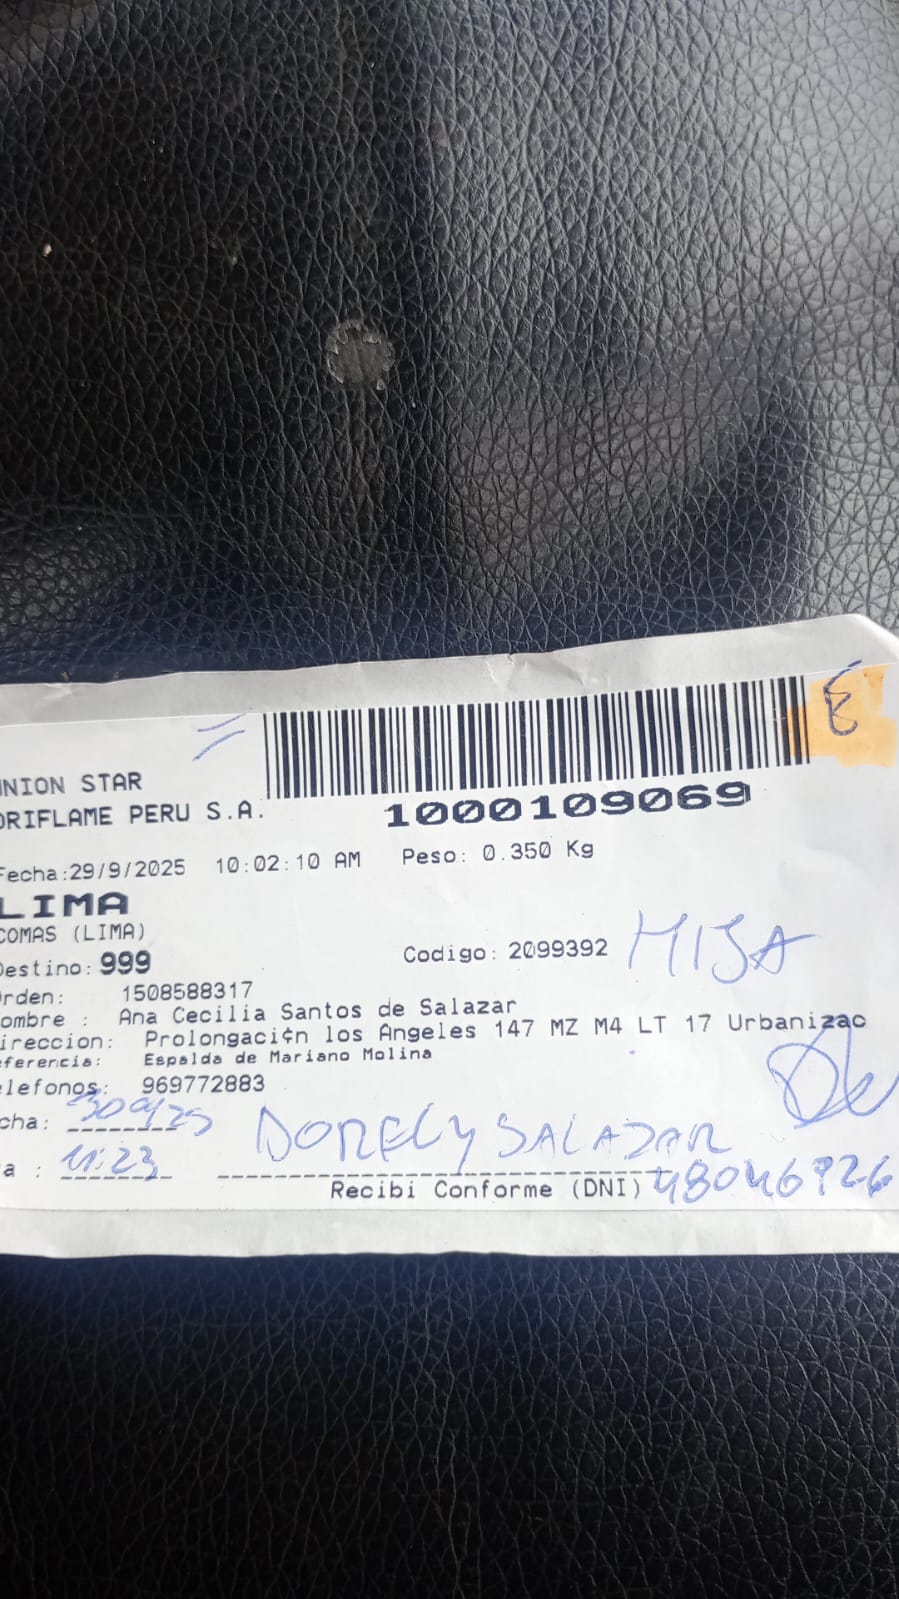 E
NION STAR
ORIFLAME PERU S.A.
1000109069
Fecha:29/9/2025 10:02:10 AM Peso: 0.350 Kg
LIMA
COMAS (LIMA)
Destino: 999 Codigo: 2099392 HIJA
rden: 1508588317
ombre : Ana Cecilia Santos de Salazar
ireccion: Prolongaci¢n los Angeles 147 MZ M4 LT 17 Urbanizac
eferencia: Espalda de Mariano Molina
elefonos: 969772883
cha: 30 9/25 DORELY SALAZAR
a : 11:23
Recibi Conforme (DNI)